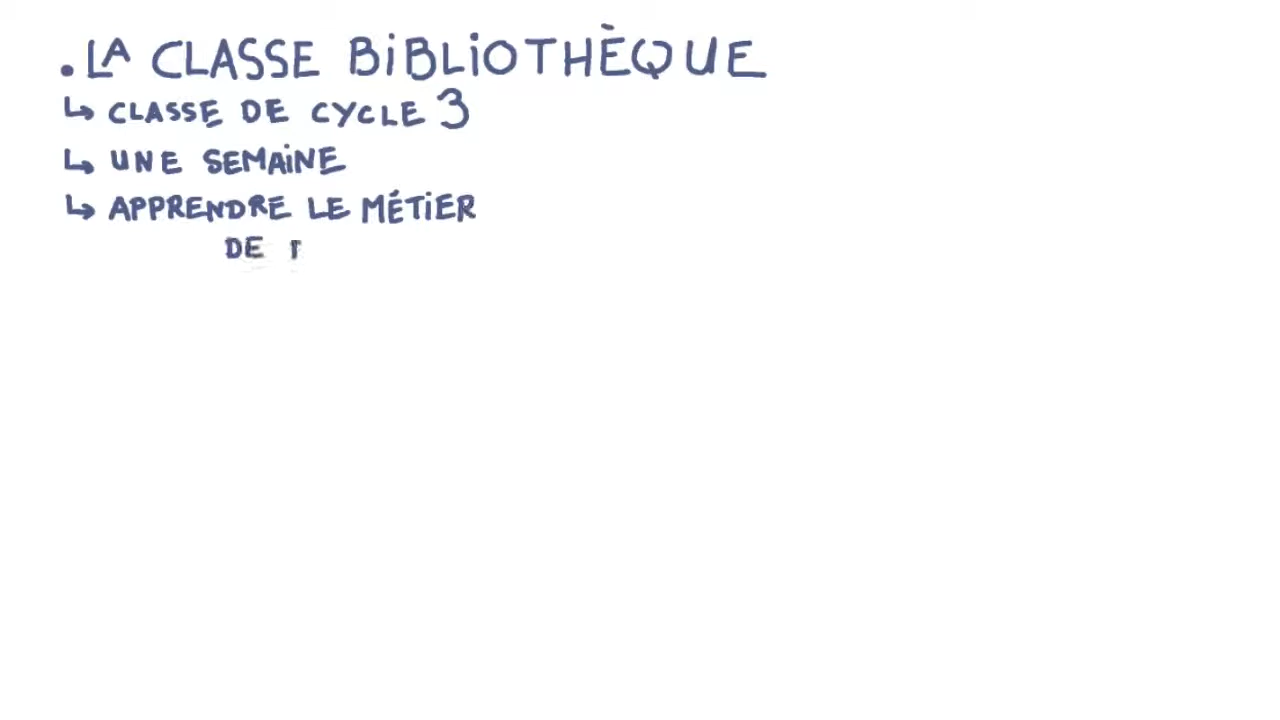 . LA CLASSE BIBLIOTHÈQUE
↳ CLASSE DE CYCLE 3
↳ UNE SEMAINE
↳ APPRENDRE LE MÉTIER
DE